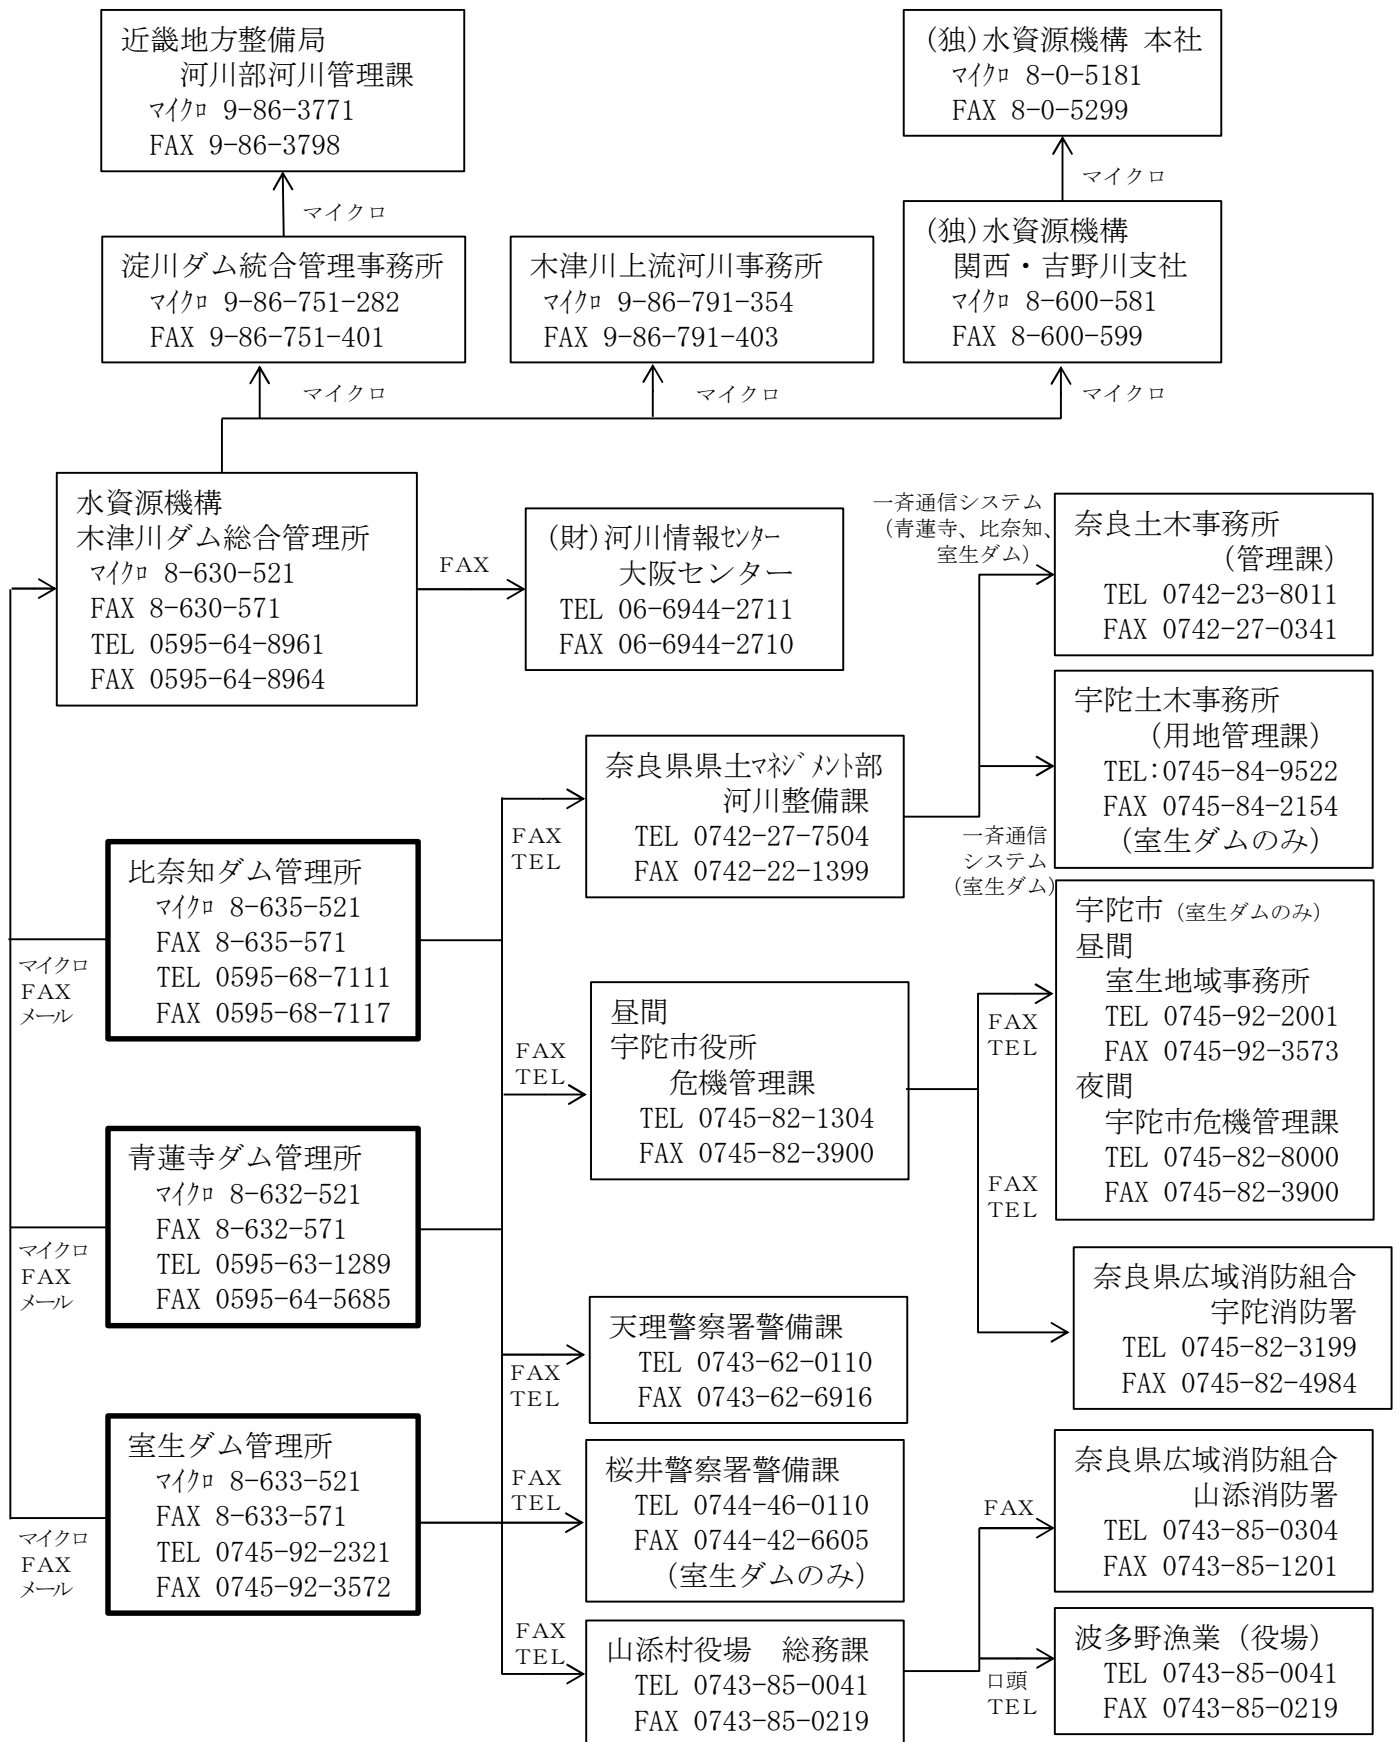 近畿地方整備局
河川部河川管理課
ﾏｲｸﾛ 9-86-3771
FAX 9-86-3798
(独)水資源機構 本社
ﾏｲｸﾛ 8-0-5181
FAX 8-0-5299
マイクロ
マイクロ
淀川ダム統合管理事務所
ﾏｲｸﾛ 9-86-751-282
FAX 9-86-751-401
木津川上流河川事務所
ﾏｲｸﾛ 9-86-791-354
FAX 9-86-791-403
(独)水資源機構
関西・吉野川支社
ﾏｲｸﾛ 8-600-581
FAX 8-600-599
マイクロ
マイクロ
マイクロ
水資源機構
木津川ダム総合管理所
ﾏｲｸﾛ 8-630-521
FAX 8-630-571
TEL 0595-64-8961
FAX 0595-64-8964
FAX
(財)河川情報ｾﾝﾀｰ
大阪センター
TEL 06-6944-2711
FAX 06-6944-2710
一斉通信システム
(青蓮寺、比奈知、
室生ダム)
奈良土木事務所
(管理課)
TEL 0742-23-8011
FAX 0742-27-0341
宇陀土木事務所
(用地管理課)
TEL:0745-84-9522
FAX 0745-84-2154
(室生ダムのみ)
奈良県県土ﾏﾈｼﾞﾒﾝﾄ部
河川整備課
TEL 0742-27-7504
FAX 0742-22-1399
FAX
TEL
一斉通信
システム
(室生ダム)
比奈知ダム管理所
ﾏｲｸﾛ 8-635-521
FAX 8-635-571
TEL 0595-68-7111
FAX 0595-68-7117
マイクロ
FAX
メール
宇陀市 (室生ダムのみ)
昼間
室生地域事務所
TEL 0745-92-2001
FAX 0745-92-3573
夜間
宇陀市危機管理課
TEL 0745-82-8000
FAX 0745-82-3900
FAX
TEL
昼間
宇陀市役所
危機管理課
TEL 0745-82-1304
FAX 0745-82-3900
FAX
TEL
FAX
TEL
青蓮寺ダム管理所
ﾏｲｸﾛ 8-632-521
FAX 8-632-571
TEL 0595-63-1289
FAX 0595-64-5685
マイクロ
FAX
メール
奈良県広域消防組合
宇陀消防署
TEL 0745-82-3199
FAX 0745-82-4984
天理警察署警備課
TEL 0743-62-0110
FAX 0743-62-6916
FAX
TEL
室生ダム管理所
ﾏｲｸﾛ 8-633-521
FAX 8-633-571
TEL 0745-92-2321
FAX 0745-92-3572
マイクロ
FAX
メール
FAX
TEL
桜井警察署警備課
TEL 0744-46-0110
FAX 0744-42-6605
(室生ダムのみ)
FAX
奈良県広域消防組合
山添消防署
TEL 0743-85-0304
FAX 0743-85-1201
FAX
TEL
山添村役場 総務課
TEL 0743-85-0041
FAX 0743-85-0219
口頭
TEL
波多野漁業(役場)
TEL 0743-85-0041
FAX 0743-85-0219